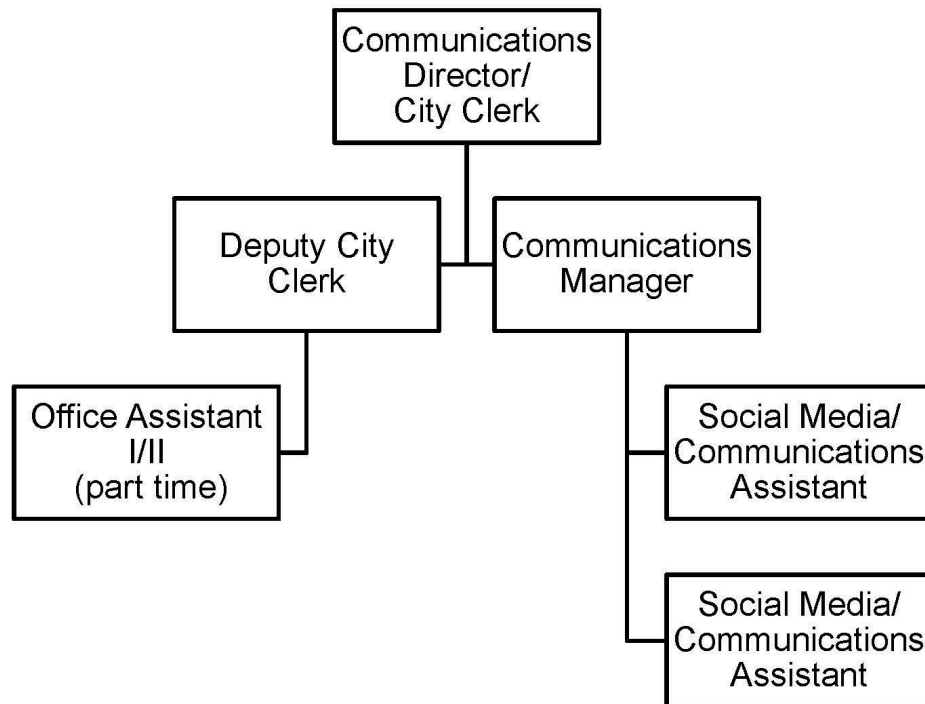 Communications
Director/
City Clerk
Deputy City
Clerk
Communications
Manager
Office Assistant
I/II
(part time)
Social Media/
Communications
Assistant
Social Media/
Communications
Assistant